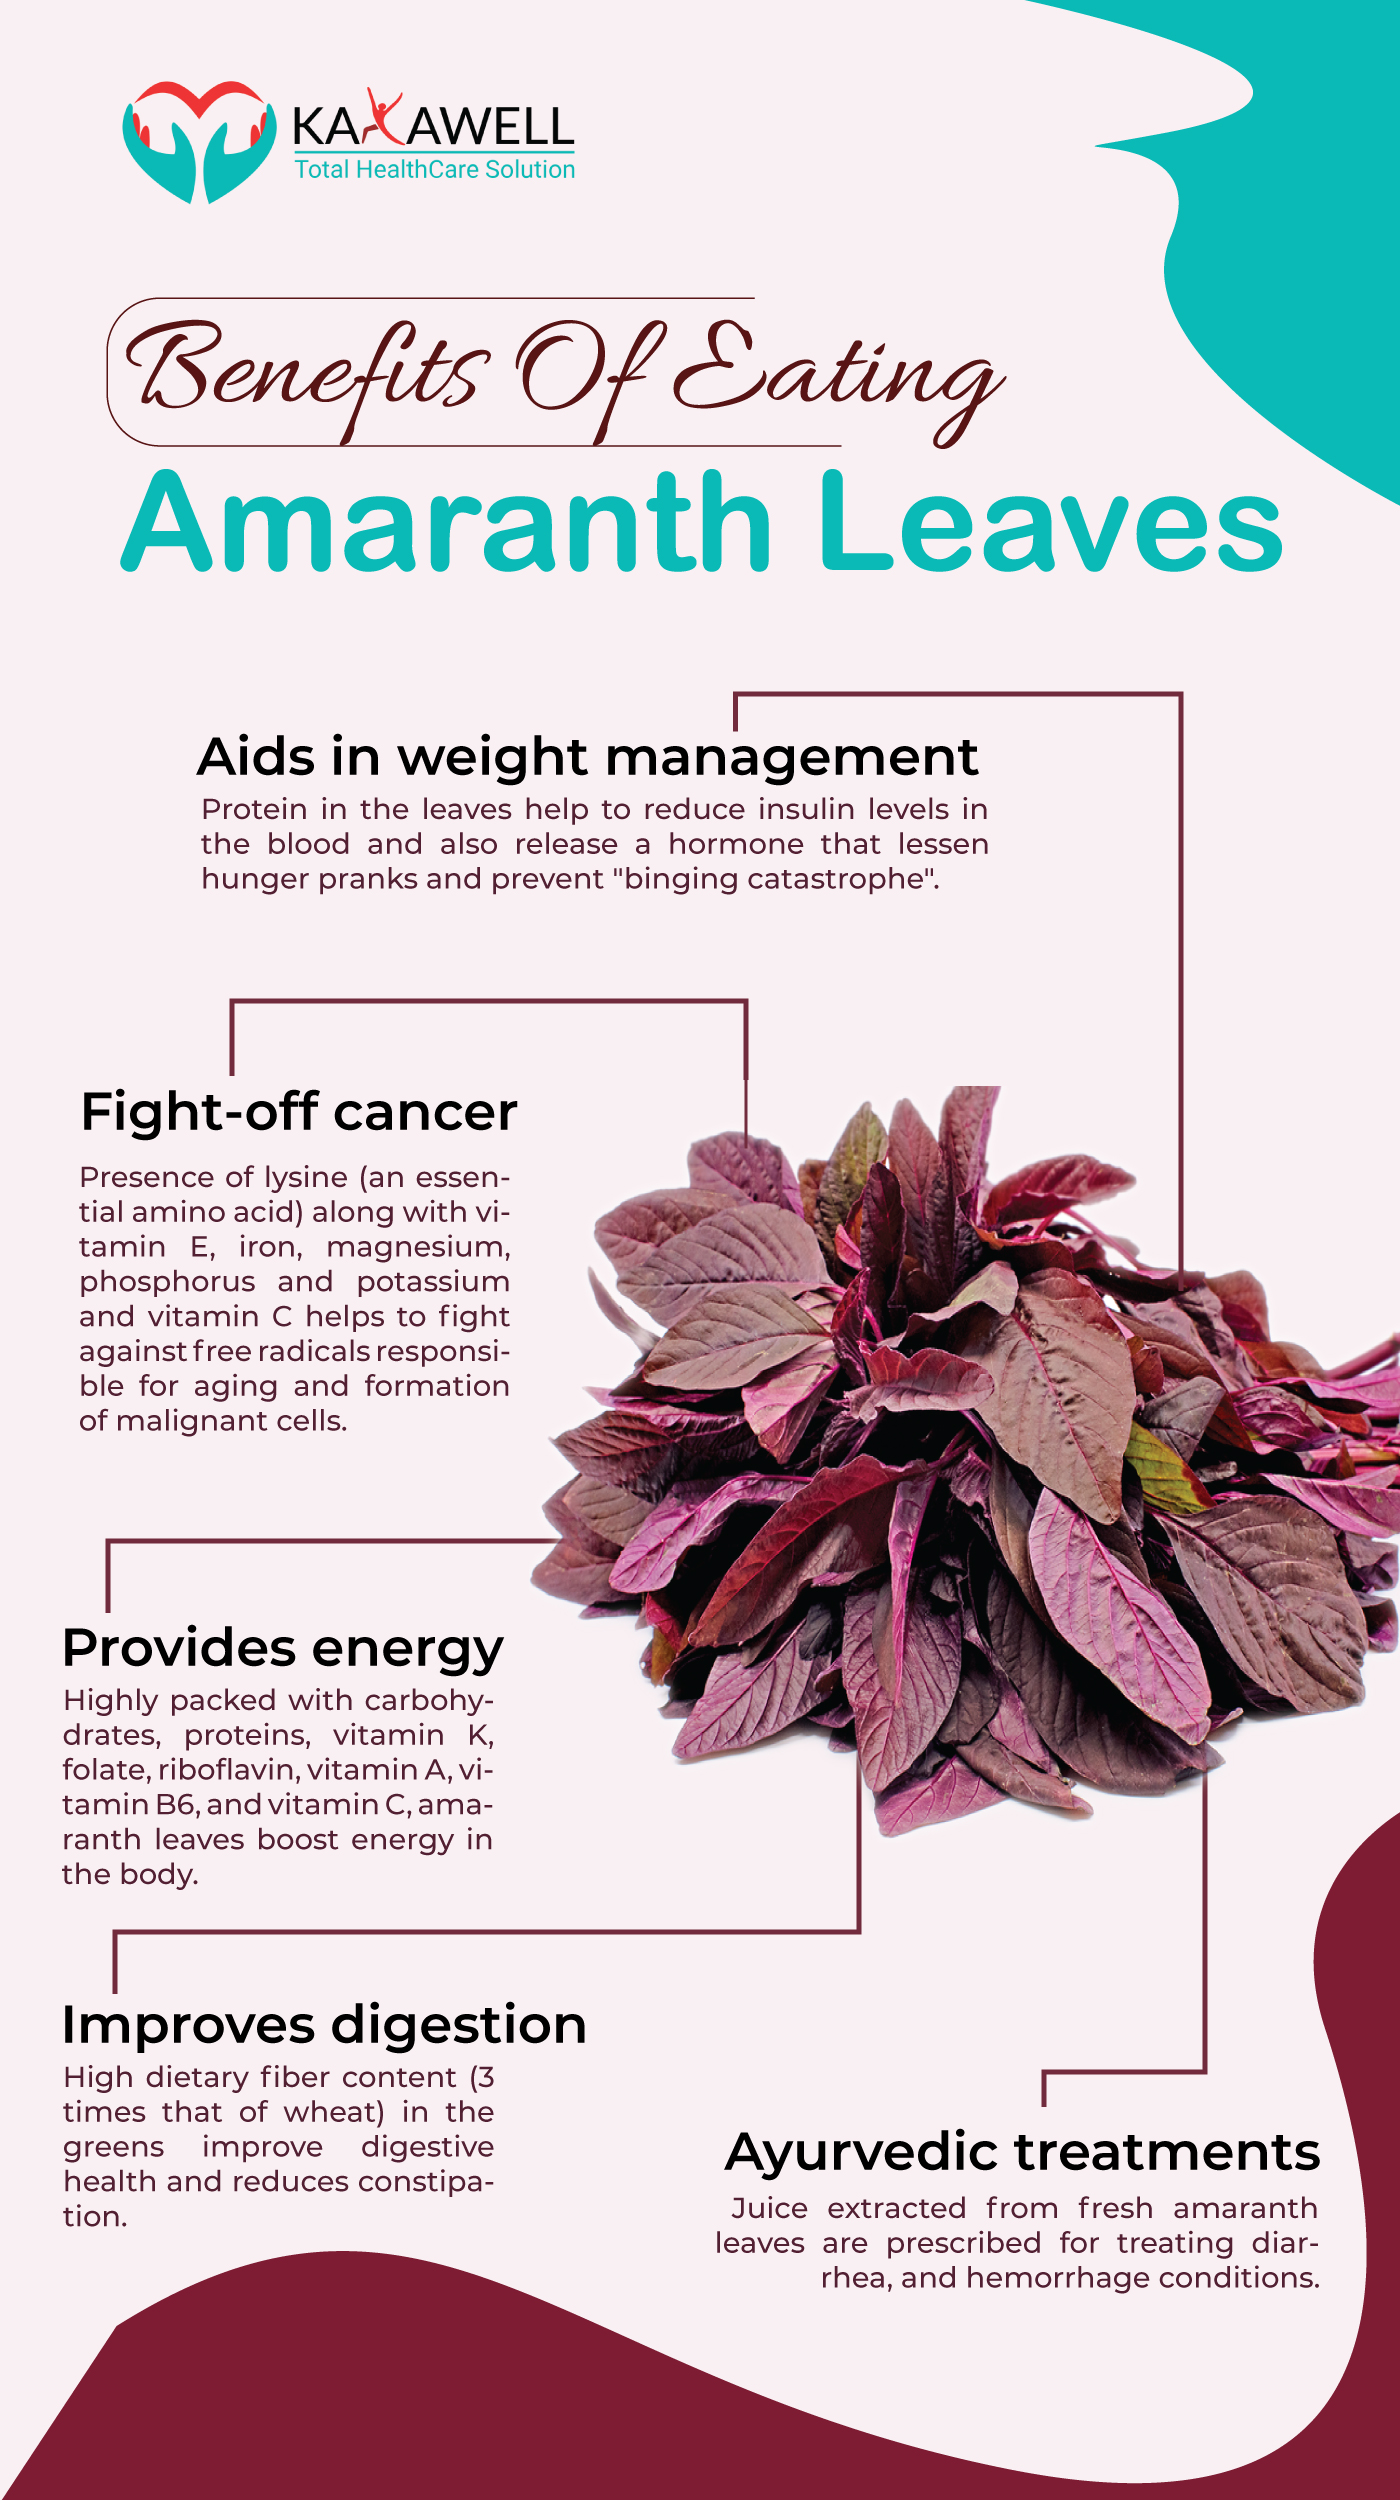 KAYAWELL
Total HealthCare Solution
Benefits Of Eating
Amaranth Leaves
Aids in weight management
Protein in the leaves help to reduce insulin levels in
the blood and also release a hormone that lessen
hunger pranks and prevent "binging catastrophe".
Fight-off cancer
Presence of lysine (an essen-
tial amino acid) along with vi-
tamin E, iron, magnesium,
phosphorus and potassium
and vitamin C helps to fight
against free radicals responsi-
ble for aging and formation
of malignant cells.
Provides energy
Highly packed with carbohy-
drates, proteins, vitamin K,
folate, riboflavin, vitamin A, vi-
tamin B6, and vitamin C, ama-
ranth leaves boost energy in
the body.
Improves digestion
High dietary fiber content (3
times that of wheat) in the
greens improve digestive
health and reduces constipa-
tion.
Ayurvedic treatments
Juice extracted from fresh amaranth
leaves are prescribed for treating diar-
rhea, and hemorrhage conditions.